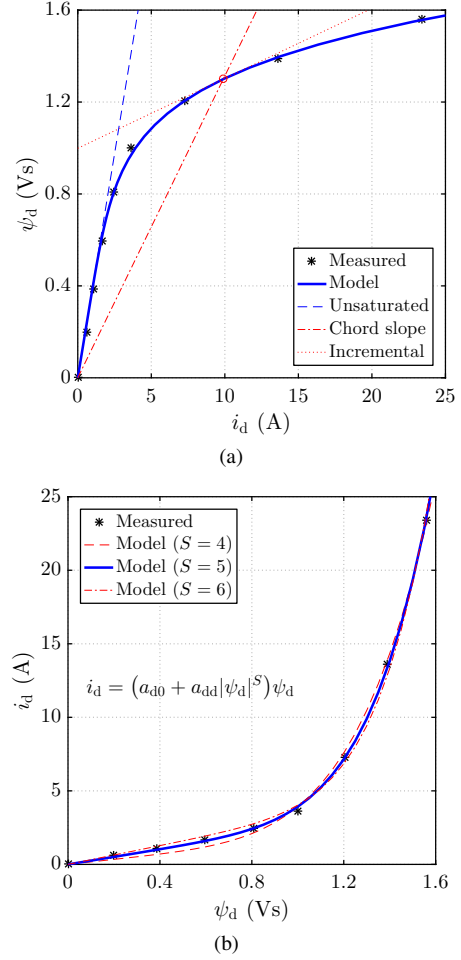 1.6
1.2
0.8
0.4
0
ψd (Vs)
Measured
Model
Unsaturated
Chord slope
Incremental
0 5 10 15 20 25
id (A)
(a)
25
20
15
10
5
0
id (A)
Measured
Model (S = 4)
Model (S = 5)
Model (S = 6)
id = (ad0 + add|ψd|^S)ψd
0 0.4 0.8 1.2 1.6
ψd (Vs)
(b)